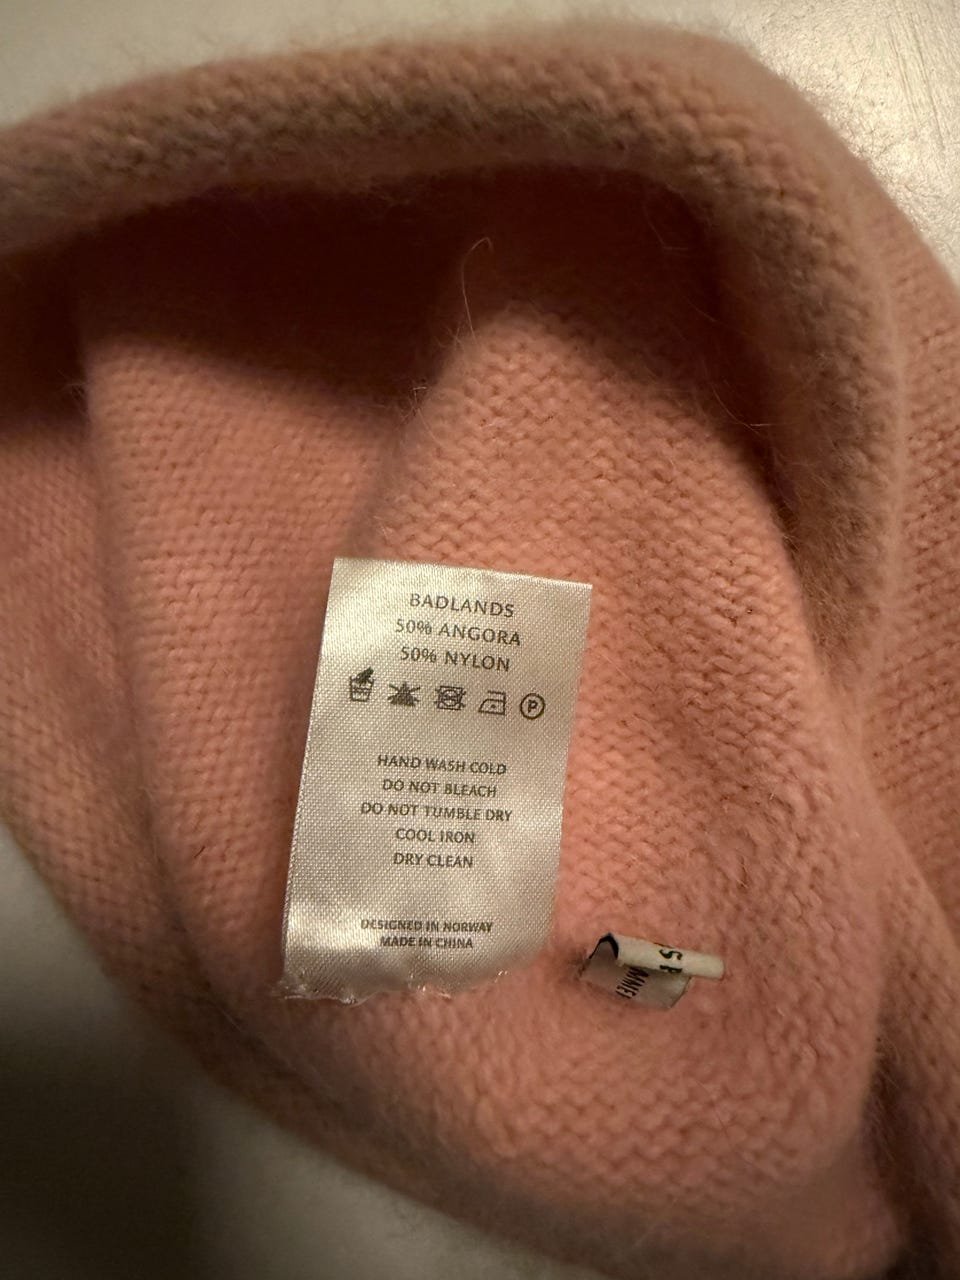 BADLANDS
50% ANGORA
50% NYLON
P
HAND WASH COLD
DO NOT BLEACH
DO NOT TUMBLE DRY
COOL IRON
DRY CLEAN
DESIGNED IN NORWAY
MADE IN CHINA